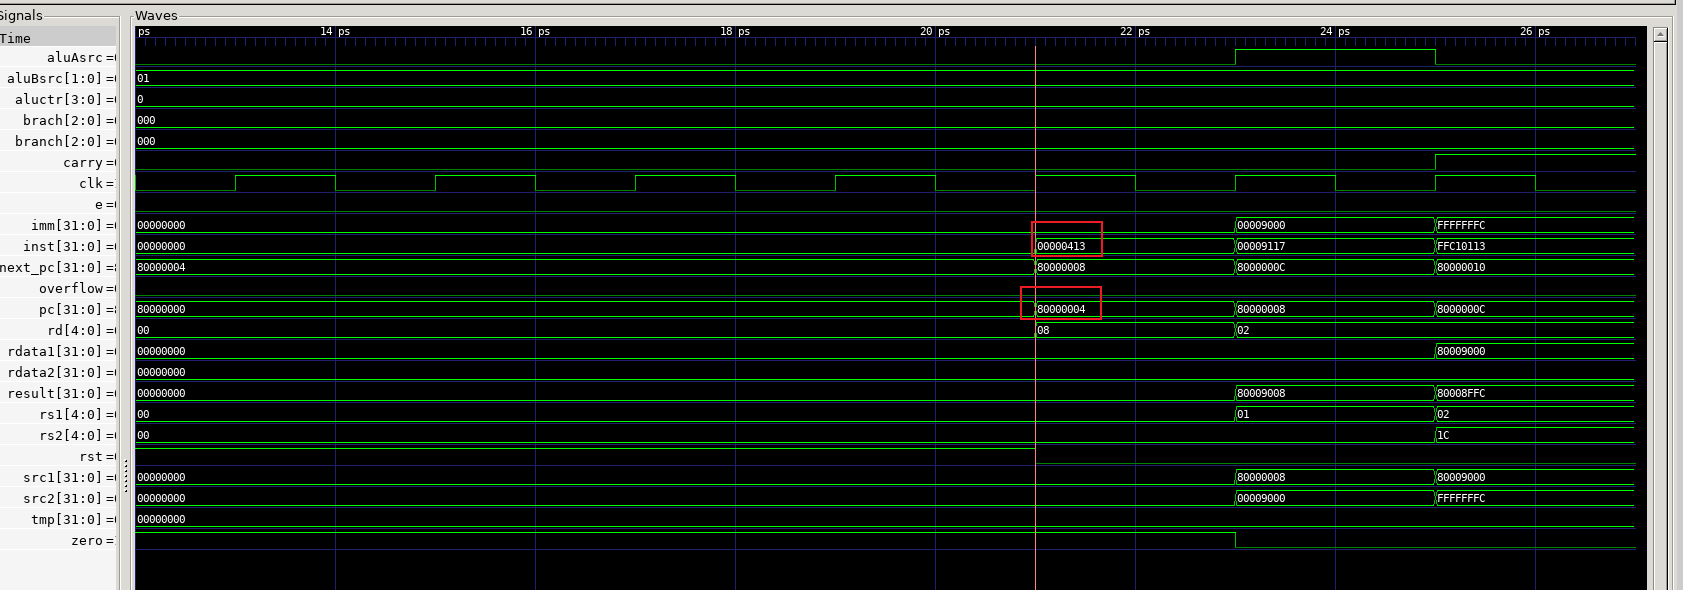 Signals Waves
Time ps 14 ps 16 ps 18 ps 20 ps 22 ps 24 ps 26 ps
aluAsrc =
aluBsrc[1:0] = 01
aluctr[3:0] = 0
brach[2:0] = 000
branch[2:0] = 000
carry =
clk =
e =
imm[31:0] = 00000000 00009000 FFFFFFFC
inst[31:0] = 00000000 00000413 00009117 FFC10113
next_pc[31:0] = 80000004 80000008 8000000C 80000010
overflow =
pc[31:0] = 80000000 80000004 80000008 8000000C
rd[4:0] = 00 08 02
rdata1[31:0] = 00000000 80009000
rdata2[31:0] = 00000000
result[31:0] = 00000000 80009008 80008FFC
rs1[4:0] = 00 01 02
rs2[4:0] = 00 1C
rst =
src1[31:0] = 00000000 80000008 80009000
src2[31:0] = 00000000 00009000 FFFFFFFC
tmp[31:0] = 00000000
zero =